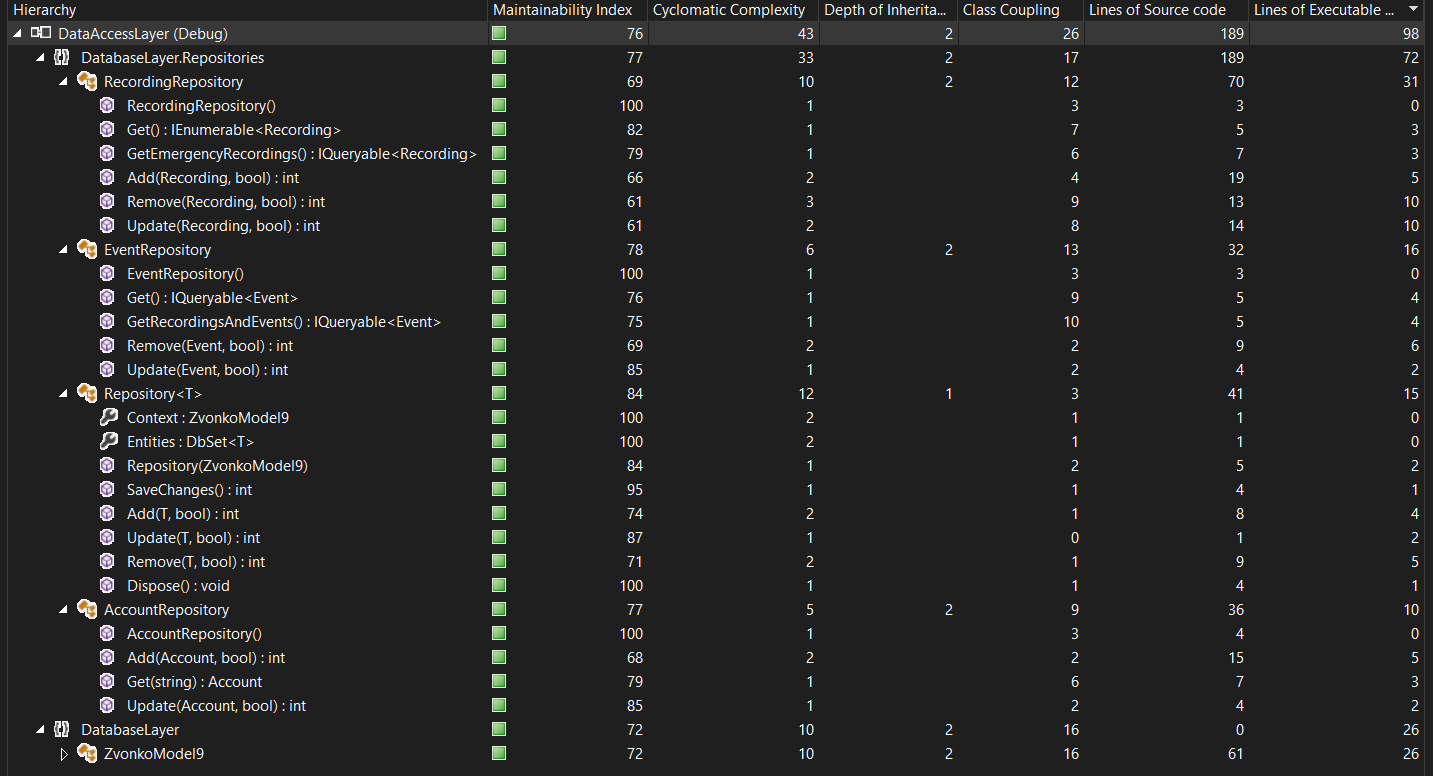 Hierarchy Maintainability Index Cyclomatic Complexity Depth of Inherita... Class Coupling Lines of Source code Lines of Executable ...
DataAccessLayer (Debug) 76 43 2 26 189 98
DatabaseLayer.Repositories 77 33 2 17 189 72
RecordingRepository 69 10 2 12 70 31
RecordingRepository() 100 1 3 3 0
Get() : IEnumerable<Recording> 82 1 7 5 3
GetEmergencyRecordings() : IQueryable<Recording> 79 1 6 7 3
Add(Recording, bool) : int 66 2 4 19 5
Remove(Recording, bool) : int 61 3 9 13 10
Update(Recording, bool) : int 61 2 8 14 10
EventRepository 78 6 2 13 32 16
EventRepository() 100 1 3 3 0
Get() : IQueryable<Event> 76 1 9 5 4
GetRecordingsAndEvents() : IQueryable<Event> 75 1 10 5 4
Remove(Event, bool) : int 69 2 2 9 6
Update(Event, bool) : int 85 1 2 4 2
Repository<T> 84 12 1 3 41 15
Context : ZvonkoModel9 100 2 1 1 0
Entities : DbSet<T> 100 2 1 1 0
Repository(ZvonkoModel9) 84 1 2 5 2
SaveChanges() : int 95 1 1 4 1
Add(T, bool) : int 74 2 1 8 4
Update(T, bool) : int 87 1 0 1 2
Remove(T, bool) : int 71 2 1 9 5
Dispose() : void 100 1 1 4 1
AccountRepository 77 5 2 9 36 10
AccountRepository() 100 1 3 4 0
Add(Account, bool) : int 68 2 2 15 5
Get(string) : Account 79 1 6 7 3
Update(Account, bool) : int 85 1 2 4 2
DatabaseLayer 72 10 2 16 0 26
ZvonkoModel9 72 10 2 16 61 26